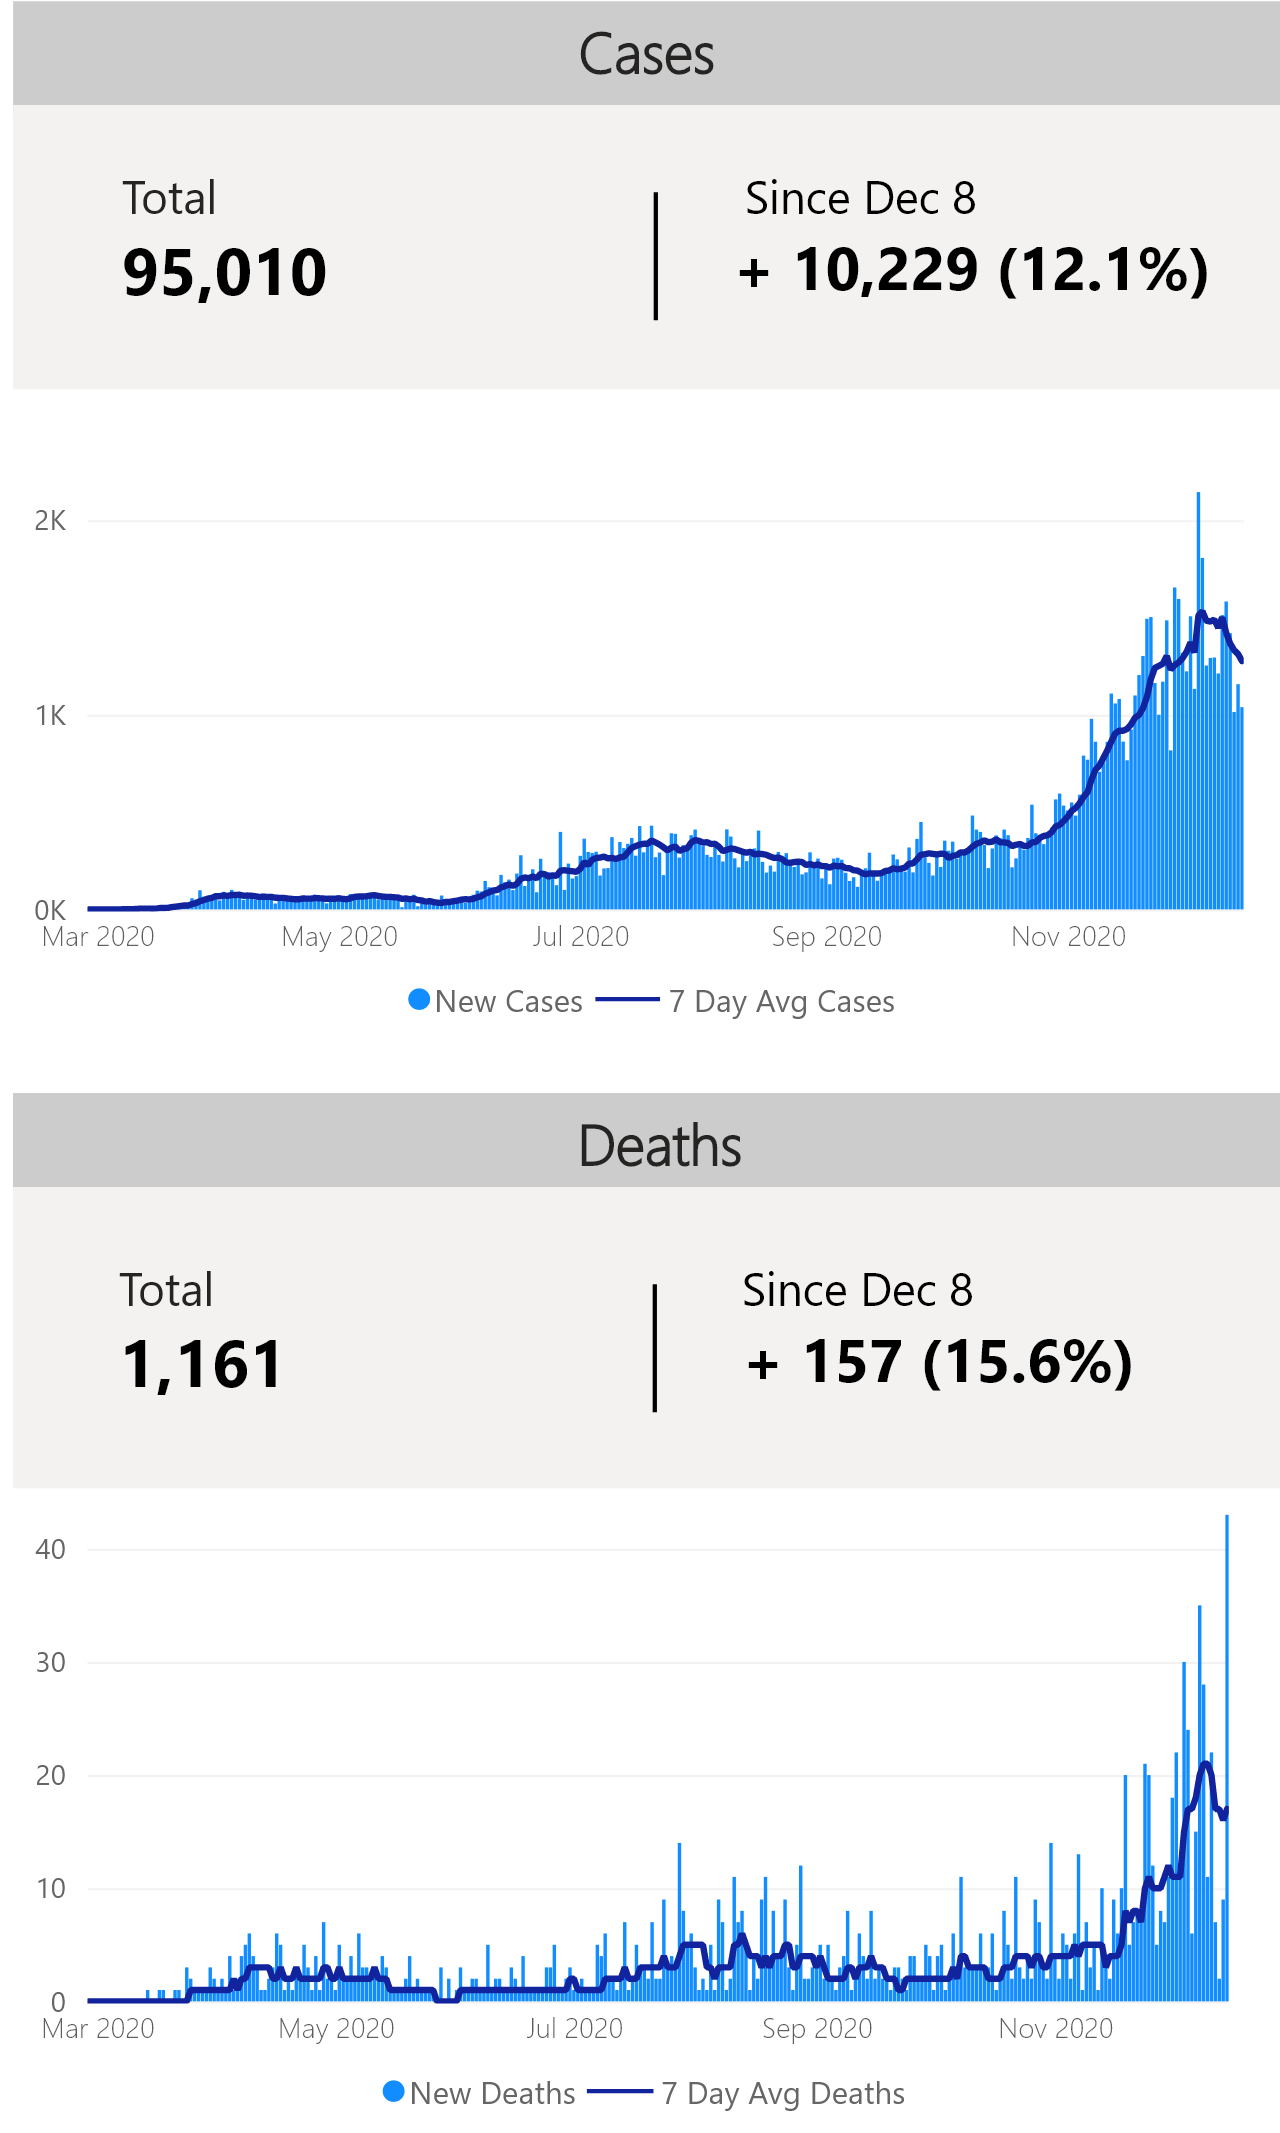 Cases
Total
Since Dec 8
95,010
+ 10,229 (12.1%)
2K
1K
0K
Mar 2020 May 2020 Jul 2020 Sep 2020 Nov 2020
New Cases 7 Day Avg Cases
Deaths
Total
Since Dec 8
1,161
+ 157 (15.6%)
40
30
20
10
0
Mar 2020 May 2020 Jul 2020 Sep 2020 Nov 2020
New Deaths 7 Day Avg Deaths